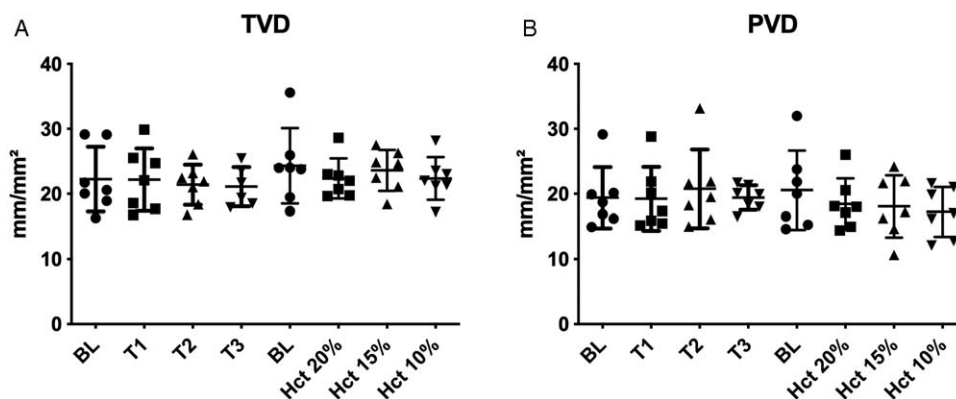 A
TVD
mm/mm²
40
30
20
10
0
BL
T1
T2
T3
BL
Hct 20%
Hct 15%
Hct 10%
B
PVD
mm/mm²
40
30
20
10
0
BL
T1
T2
T3
BL
Hct 20%
Hct 15%
Hct 10%